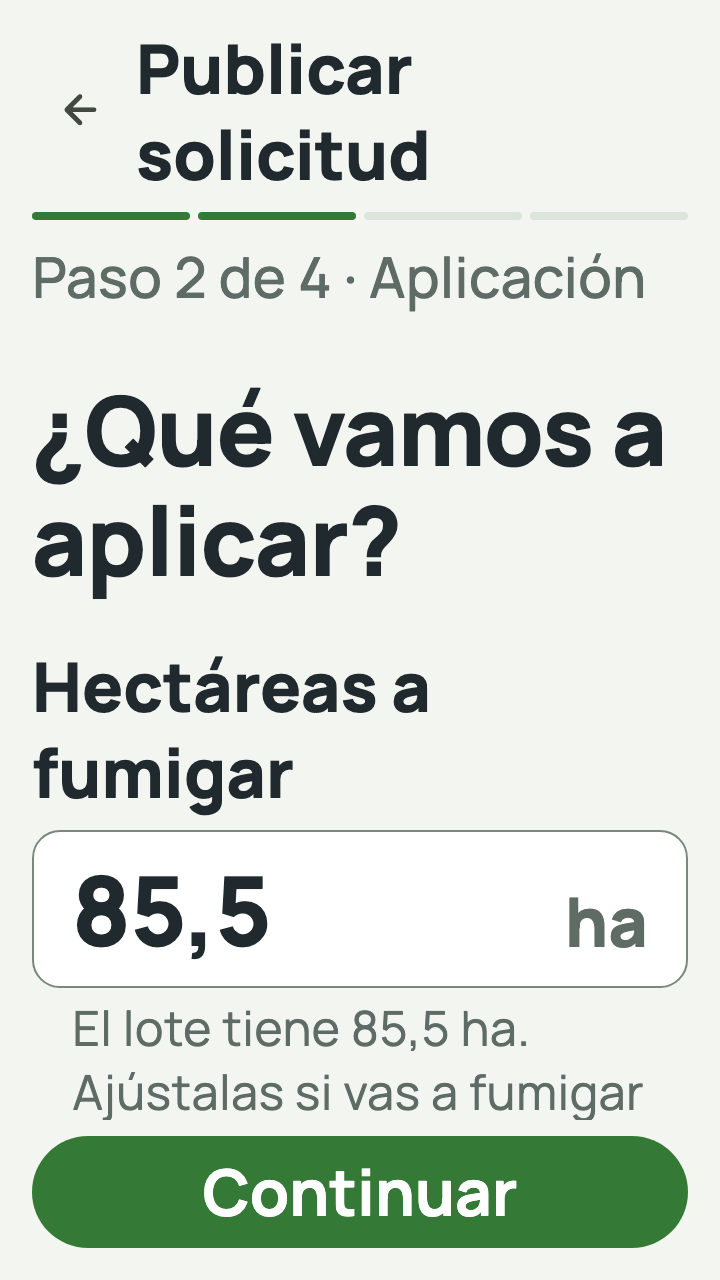 Publicar
solicitud
Paso 2 de 4 · Aplicación
¿Qué vamos a
aplicar?
Hectáreas a
fumigar
85,5 ha
El lote tiene 85,5 ha.
Ajústalas si vas a fumigar
Continuar